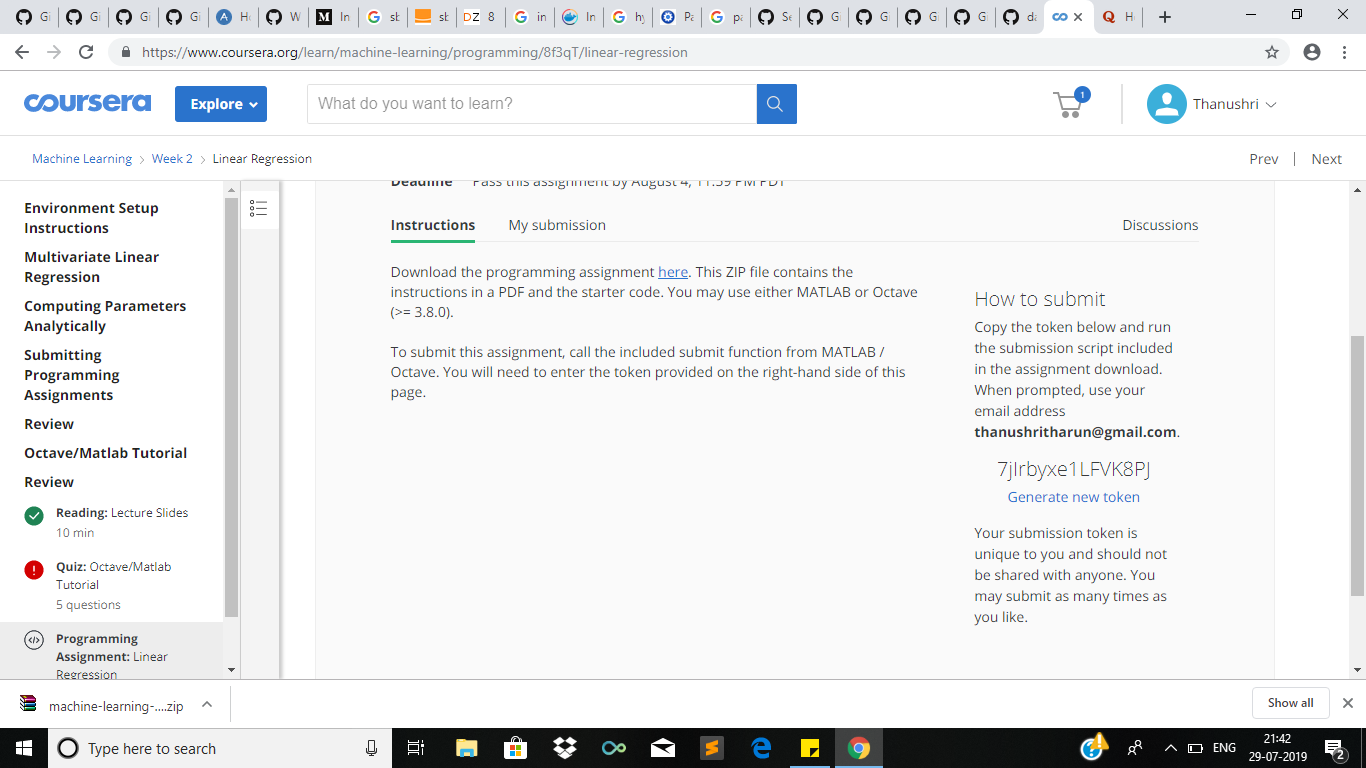 Gi
Gi
Gi
Gi
He
W
In
sb
sb
DZ 8
in
In
hy
Pa
pa
Se
Gi
Gi
Gi
Gi
da
H
https://www.coursera.org/learn/machine-learning/programming/8f3qT/linear-regression
coursera
Explore
What do you want to learn?
1
Thanushri
Machine Learning
Week 2
Linear Regression
Prev | Next
Environment Setup
Instructions
Multivariate Linear
Regression
Computing Parameters
Analytically
Submitting
Programming
Assignments
Review
Octave/Matlab Tutorial
Review
Reading: Lecture Slides
10 min
Quiz: Octave/Matlab
Tutorial
5 questions
Programming
Assignment: Linear
Regression
Deadline Pass this assignment by August 4, 11:59 PM PDT
Instructions
My submission
Discussions
Download the programming assignment here. This ZIP file contains the
instructions in a PDF and the starter code. You may use either MATLAB or Octave
(>= 3.8.0).
To submit this assignment, call the included submit function from MATLAB /
Octave. You will need to enter the token provided on the right-hand side of this
page.
How to submit
Copy the token below and run
the submission script included
in the assignment download.
When prompted, use your
email address
thanushritharun@gmail.com.
7jIrbyxe1LFVK8PJ
Generate new token
Your submission token is
unique to you and should not
be shared with anyone. You
may submit as many times as
you like.
machine-learning-....zip
Show all
Type here to search
ENG
21:42
29-07-2019
2